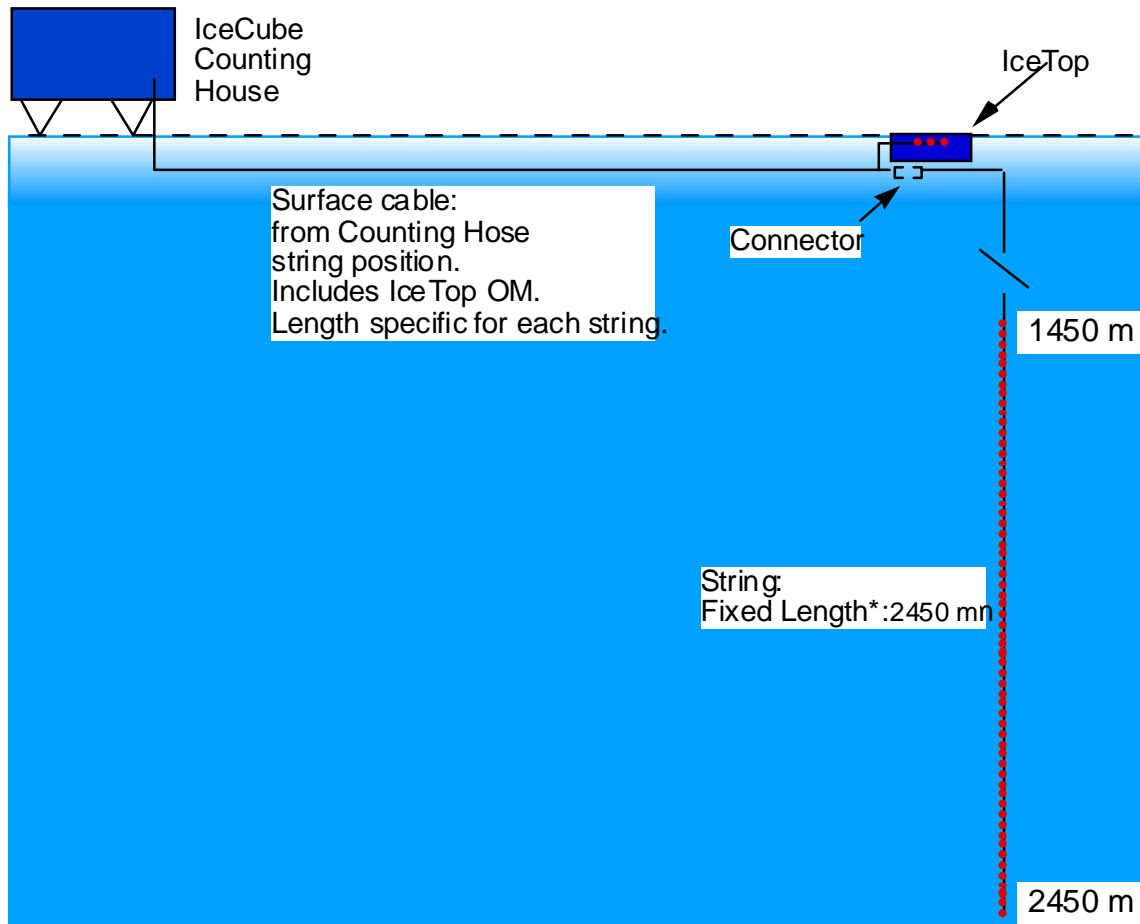 IceCube
Counting
House
IceTop
Surface cable:
from Counting Hose
string position.
Includes IceTop OM.
Length specific for each string.
Connector
1450 m
String:
Fixed Length*:2450 mn
2450 m